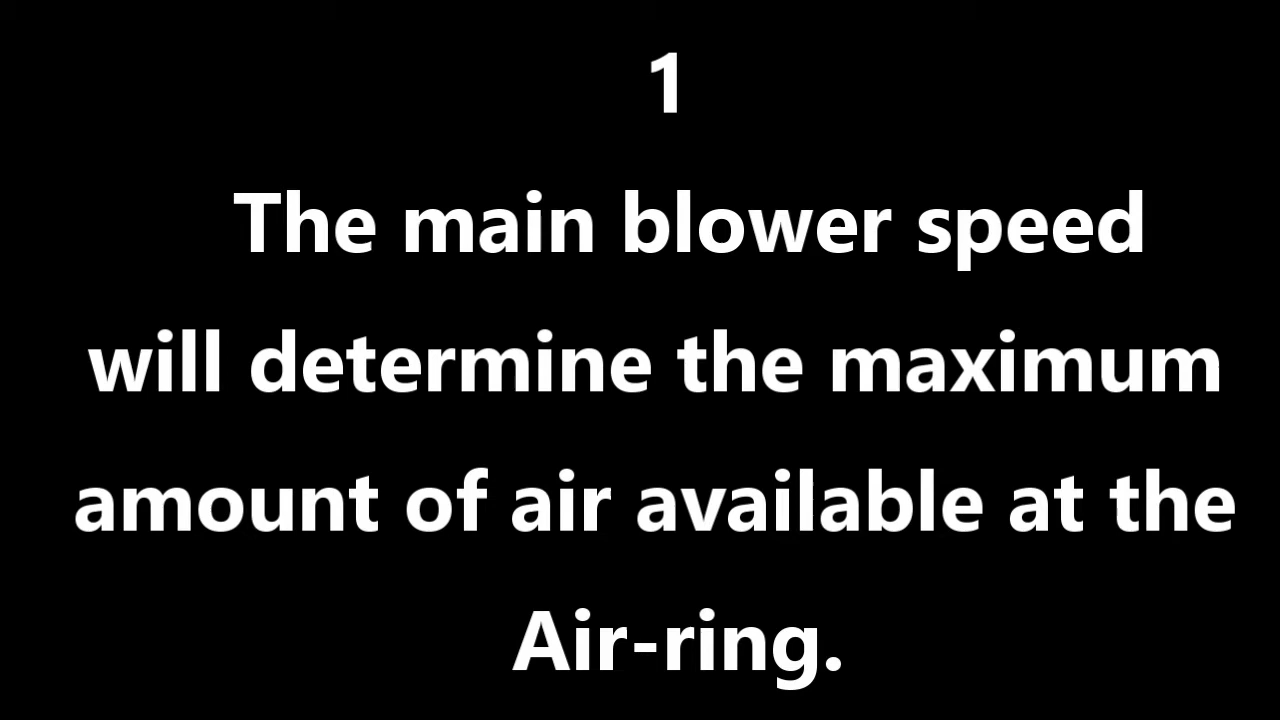 1
The main blower speed
will determine the maximum
amount of air available at the
Air-ring.